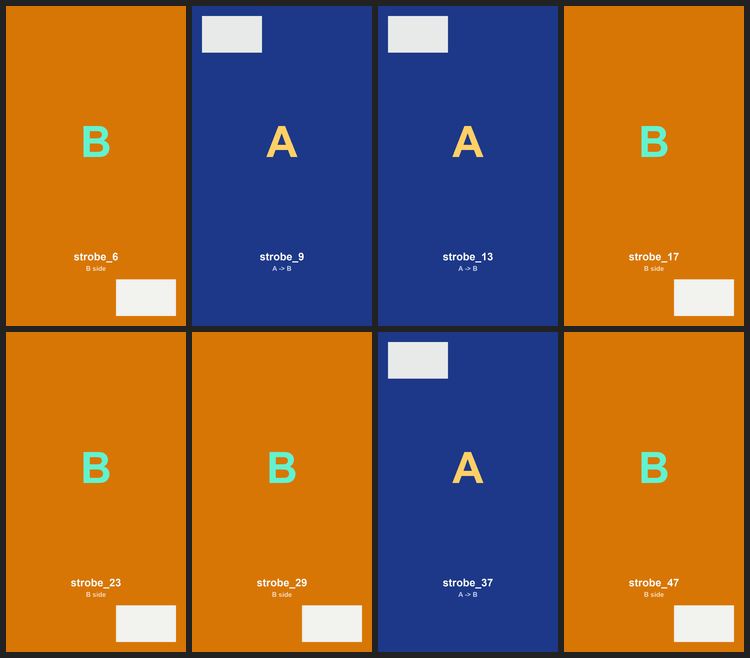 B
strobe_6
B side
A
strobe_9
A -> B
A
strobe_13
A -> B
B
strobe_17
B side
B
strobe_23
B side
B
strobe_29
B side
A
strobe_37
A -> B
B
strobe_47
B side